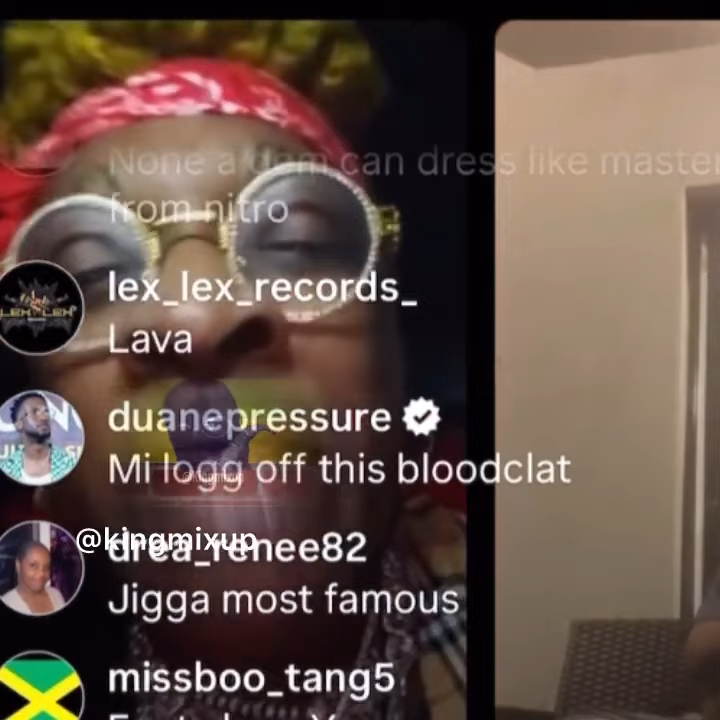 None a dem can dress like master
from nitro
lex_lex_records_
Lava
duanepressure
Mi logg off this bloodclat
@kingmixup
drea_renee82
Jigga most famous
missboo_tang5